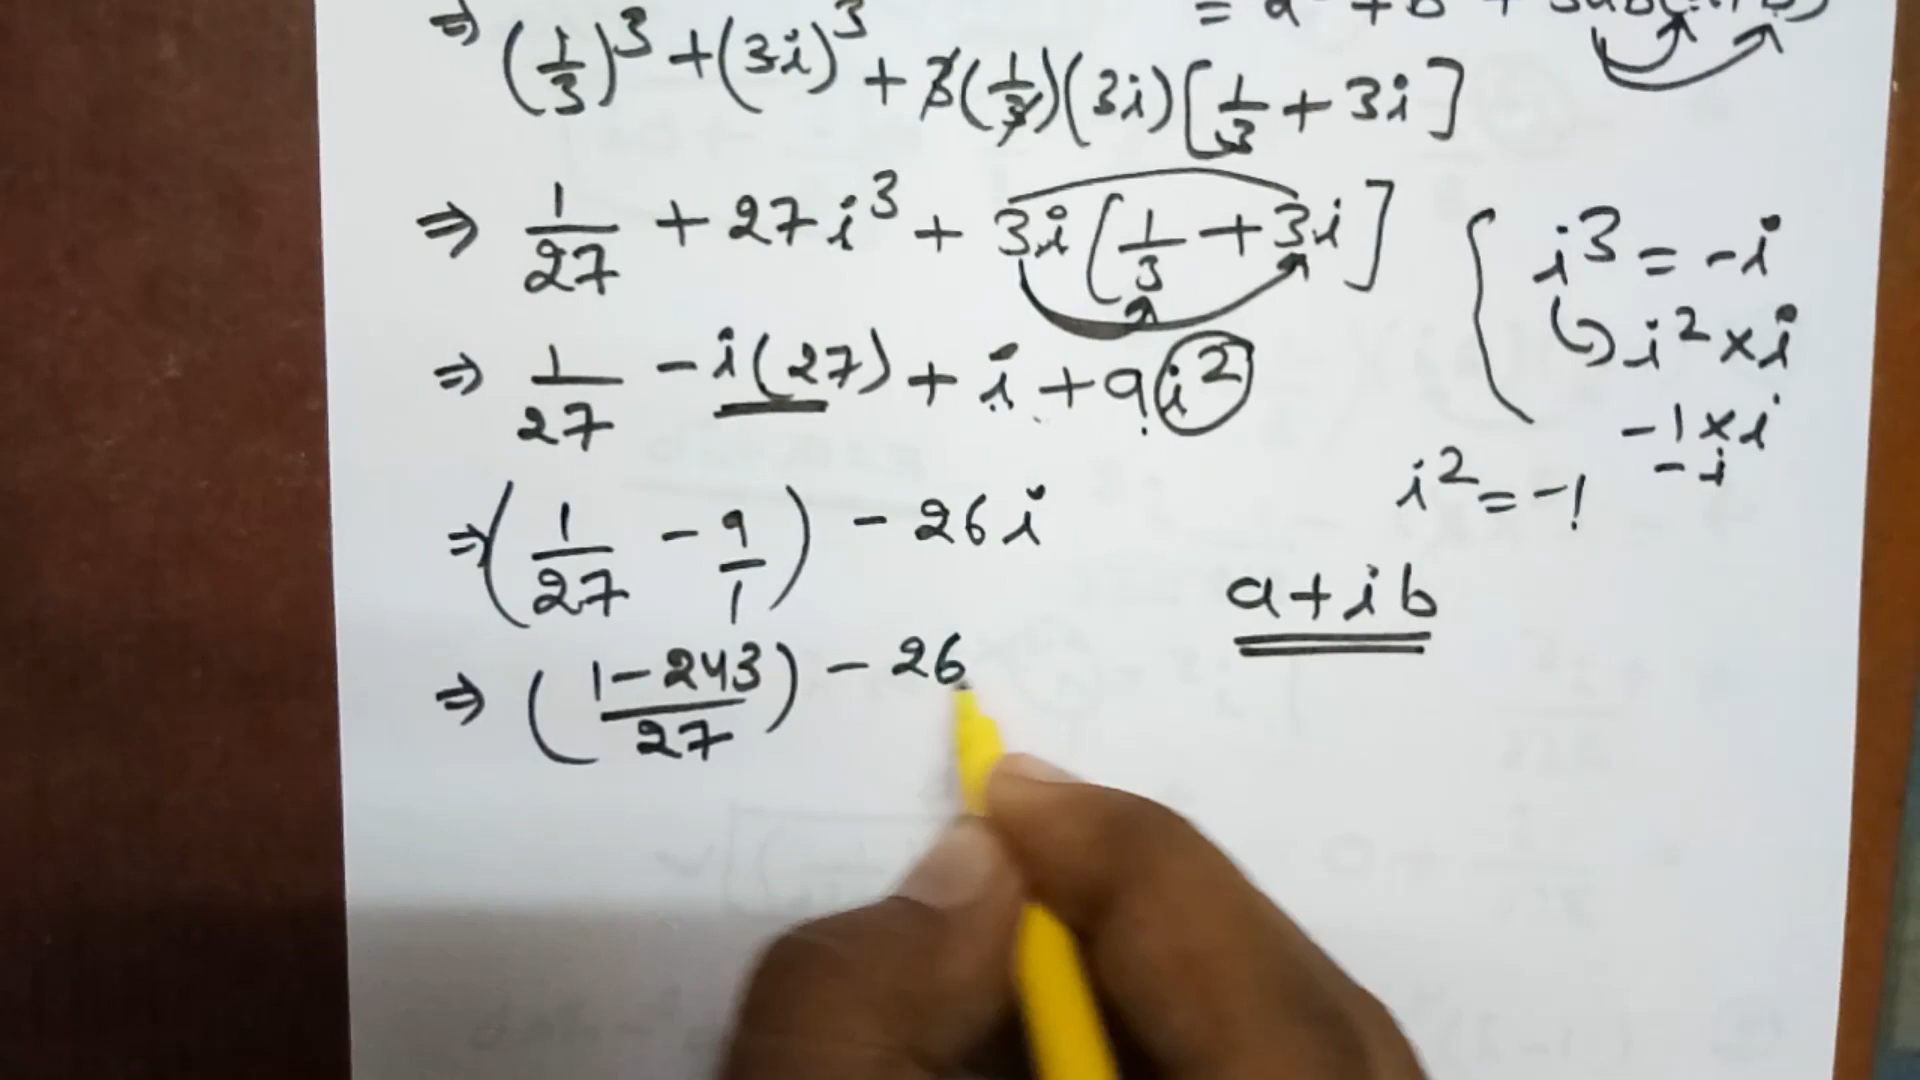 ⇒ (1/3)³ + (3i)³ + 3(1/3)(3i)[1/3 + 3i]
⇒ 1/27 + 27i³ + 3i[1/3 + 3i]
i³ = -i
i² × i
-1 × i
- i
⇒ 1/27 - i(27) + i + 9i²
i² = -1
⇒ (1/27 - 9/1) - 26i
a + ib
⇒ (1 - 243/27) - 26